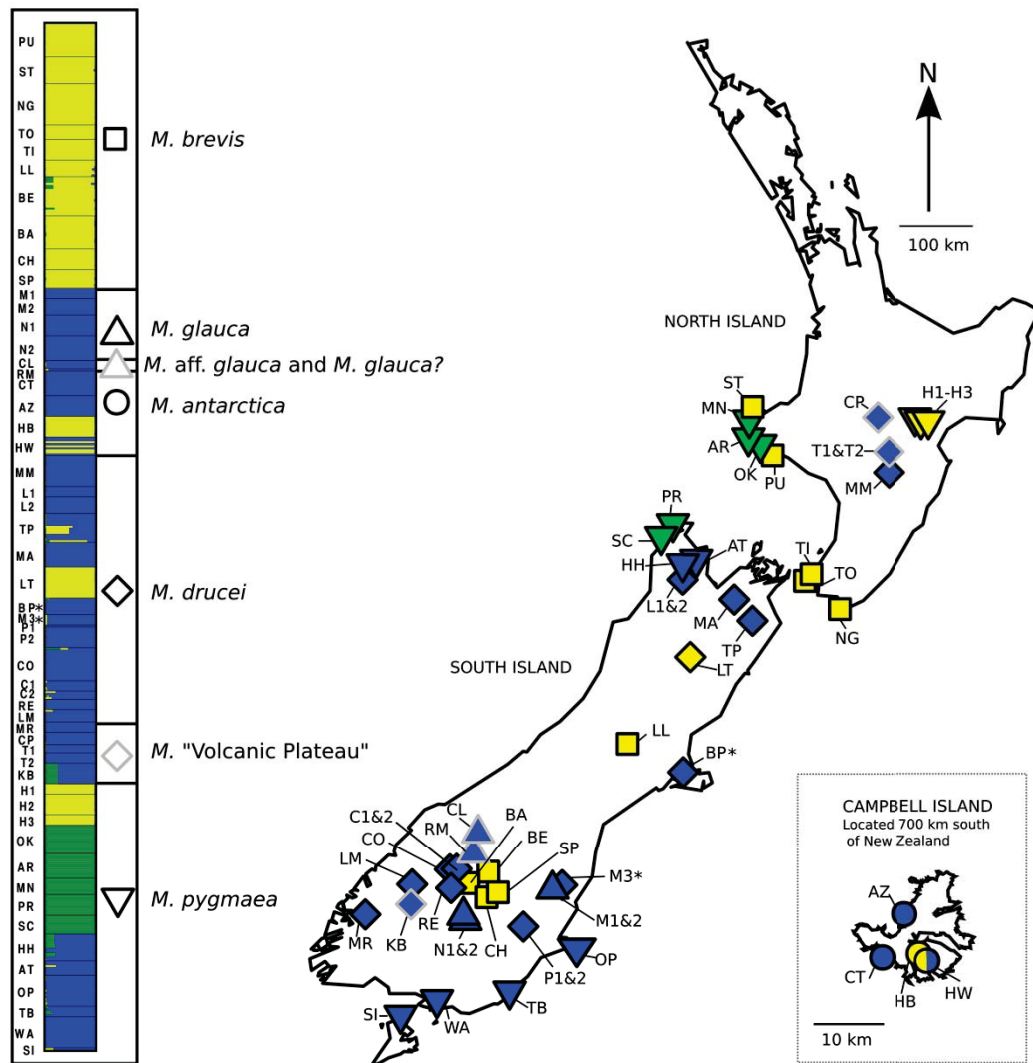 PU
ST
NG
TO
TI
LL
BE
BA
CH
SP
M1
M2
N1
N2
CL
RM
CT
AZ
HB
HW
MM
L1
L2
TP
MA
LT
BP*
M3*
P1
P2
CO
C1
C2
RE
LM
MR
CP
T1
T2
KB
H1
H2
H3
OK
AR
MN
PR
SC
HH
AT
OP
TB
WA
SI
M. brevis
M. glauca
M. aff. glauca and M. glauca?
M. antarctica
M. drucei
M. "Volcanic Plateau"
M. pygmaea
N
100 km
NORTH ISLAND
ST
MN
AR
OK
PU
CP
H1-H3
T1&T2
MM
PR
SC
AT
HH
L1&2
TI
TO
MA
NG
TP
SOUTH ISLAND
LT
LL
BP*
CL
BA
C1&2
RM
BE
CO
SP
LM
M3*
RE
M1&2
MR
KB
N1&2
CH
P1&2
OP
TB
WA
SI
CAMPBELL ISLAND
Located 700 km south
of New Zealand
AZ
CT
HB
HW
10 km